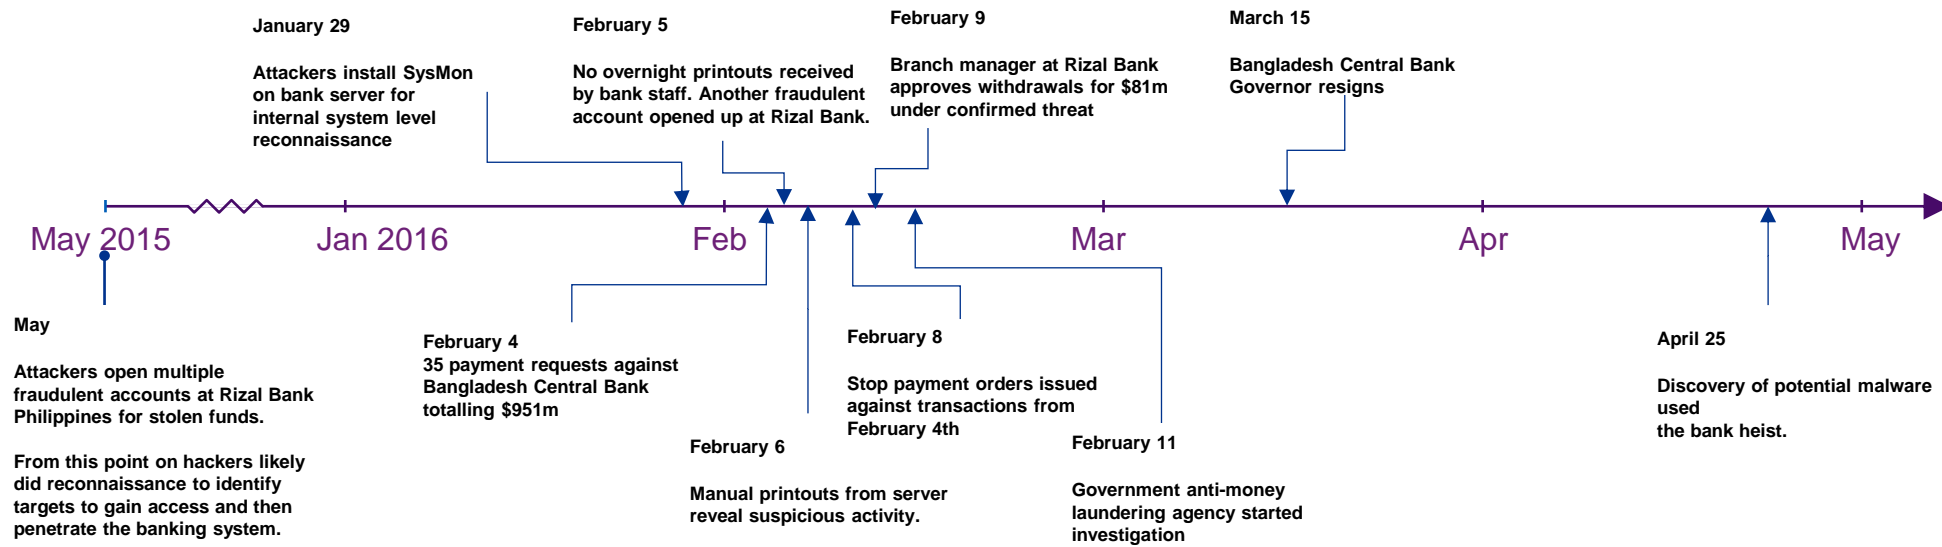 January 29
Attackers install SysMon
on bank server for
internal system level
reconnaissance
February 5
No overnight printouts received
by bank staff. Another fraudulent
account opened up at Rizal Bank.
February 9
Branch manager at Rizal Bank
approves withdrawals for $81m
under confirmed threat
March 15
Bangladesh Central Bank
Governor resigns
May 2015
Jan 2016
Feb
Mar
Apr
May
May
Attackers open multiple
fraudulent accounts at Rizal Bank
Philippines for stolen funds.
From this point on hackers likely
did reconnaissance to identify
targets to gain access and then
penetrate the banking system.
February 4
35 payment requests against
Bangladesh Central Bank
totalling $951m
February 6
Manual printouts from server
reveal suspicious activity.
February 8
Stop payment orders issued
against transactions from
February 4th
February 11
Government anti-money
laundering agency started
investigation
April 25
Discovery of potential malware
used
the bank heist.